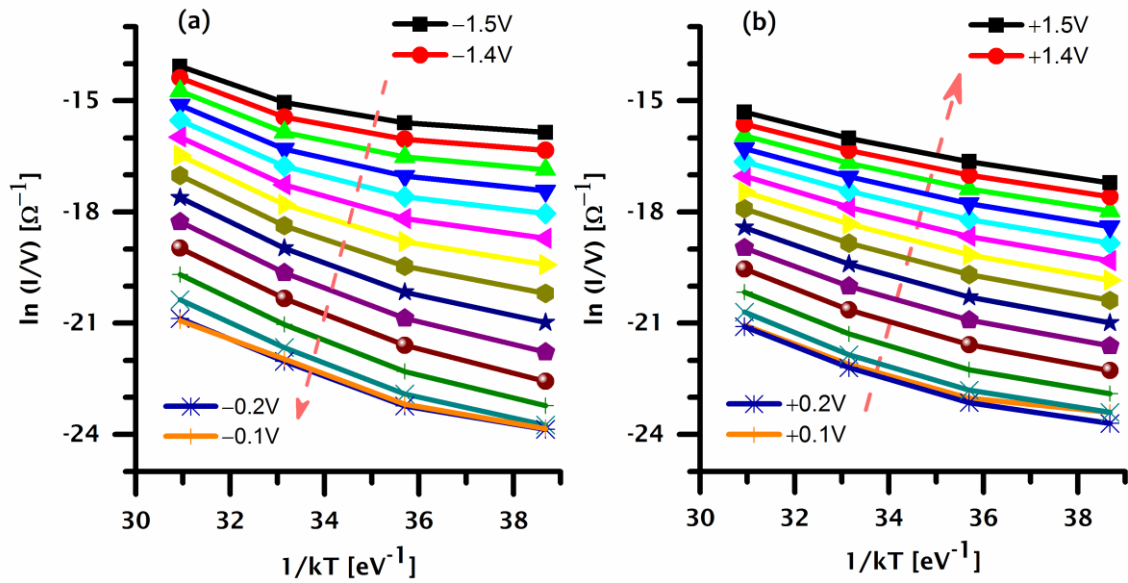 (a)
−1.5V
−1.4V
-15
-18
-21
-24
ln (I/V) [Ω⁻¹]
−0.2V
−0.1V
30 32 34 36 38
1/kT [eV⁻¹]
(b)
+1.5V
+1.4V
-15
-18
-21
-24
ln (I/V) [Ω⁻¹]
+0.2V
+0.1V
30 32 34 36 38
1/kT [eV⁻¹]